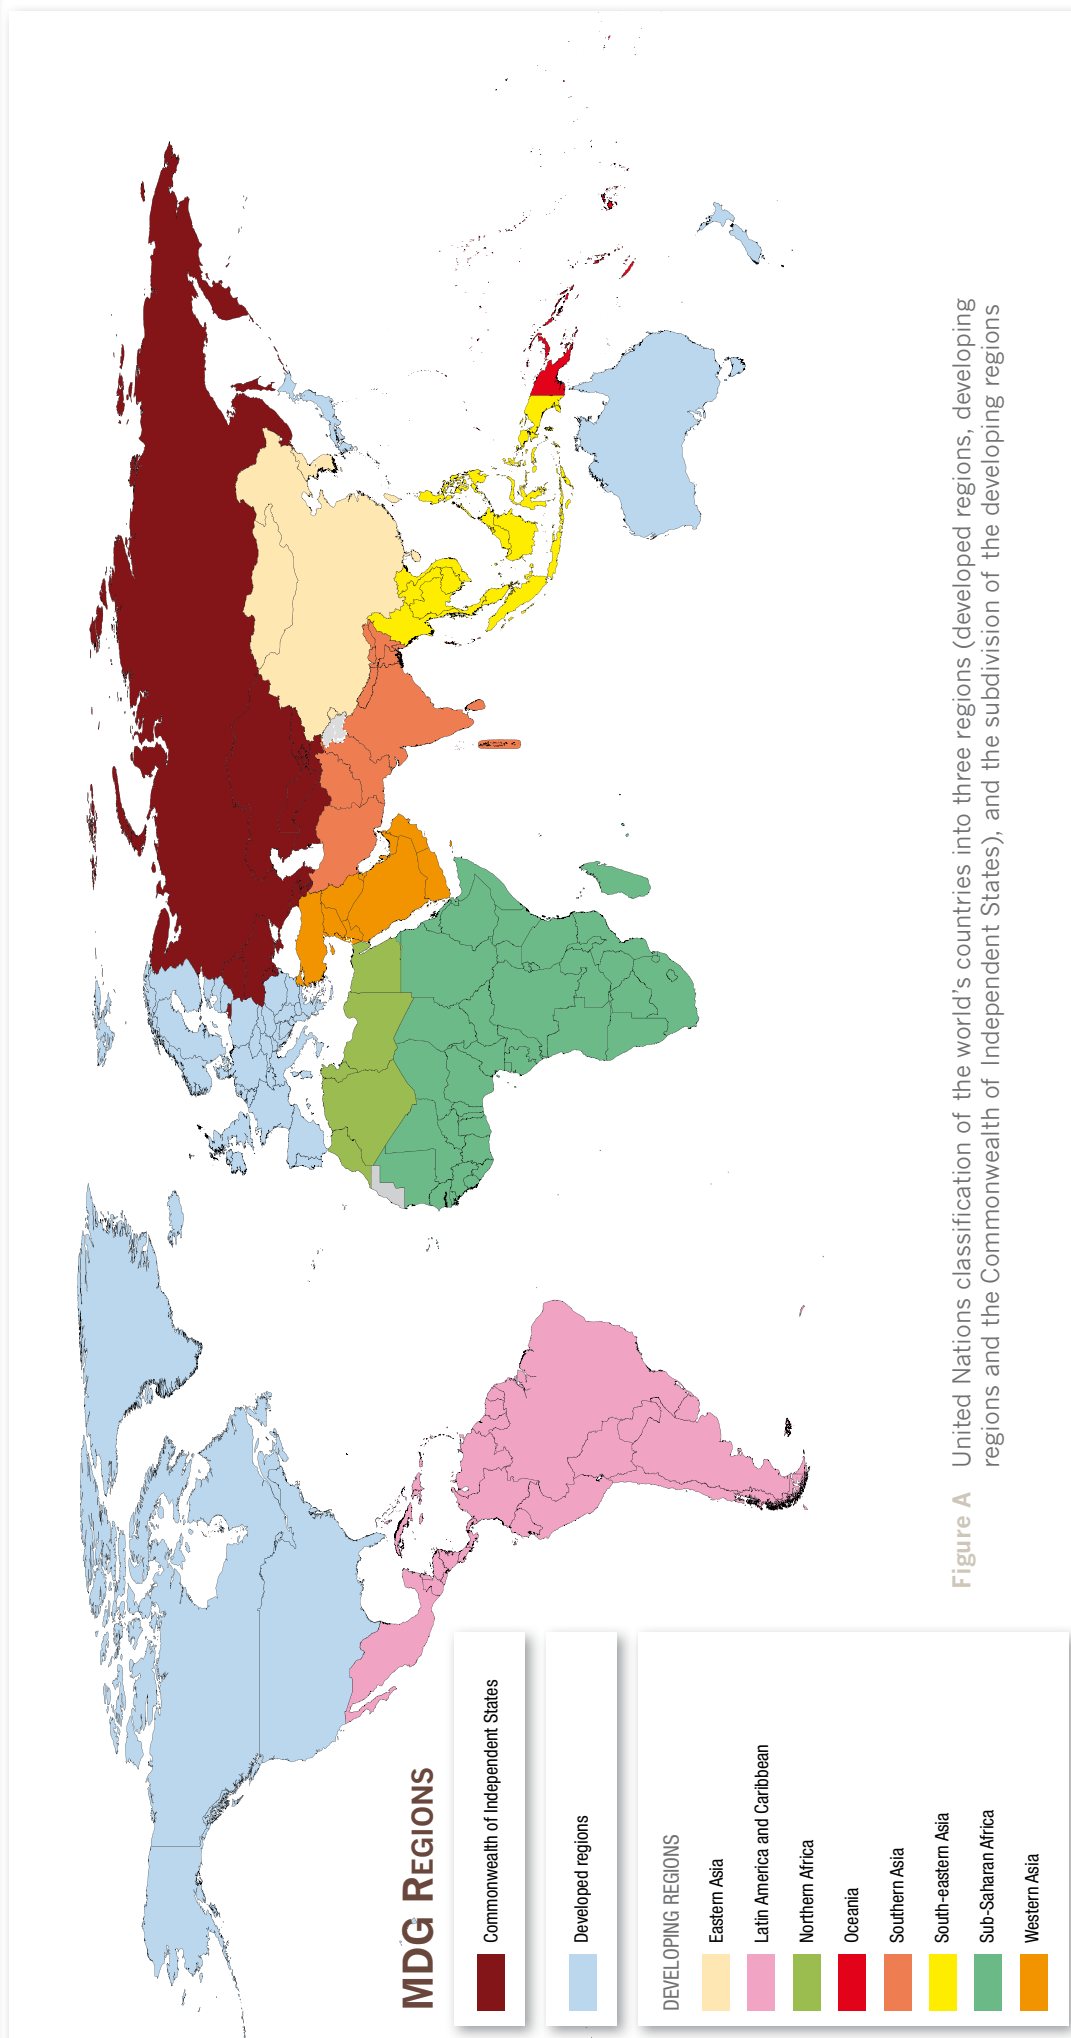 MDG REGIONS
Commonwealth of Independent States
Developed regions
DEVELOPING REGIONS
Eastern Asia
Latin America and Caribbean
Northern Africa
Oceania
Southern Asia
South-eastern Asia
Sub-Saharan Africa
Western Asia
Figure A United Nations classification of the world's countries into three regions (developed regions, developing
regions and the Commonwealth of Independent States), and the subdivision of the developing regions